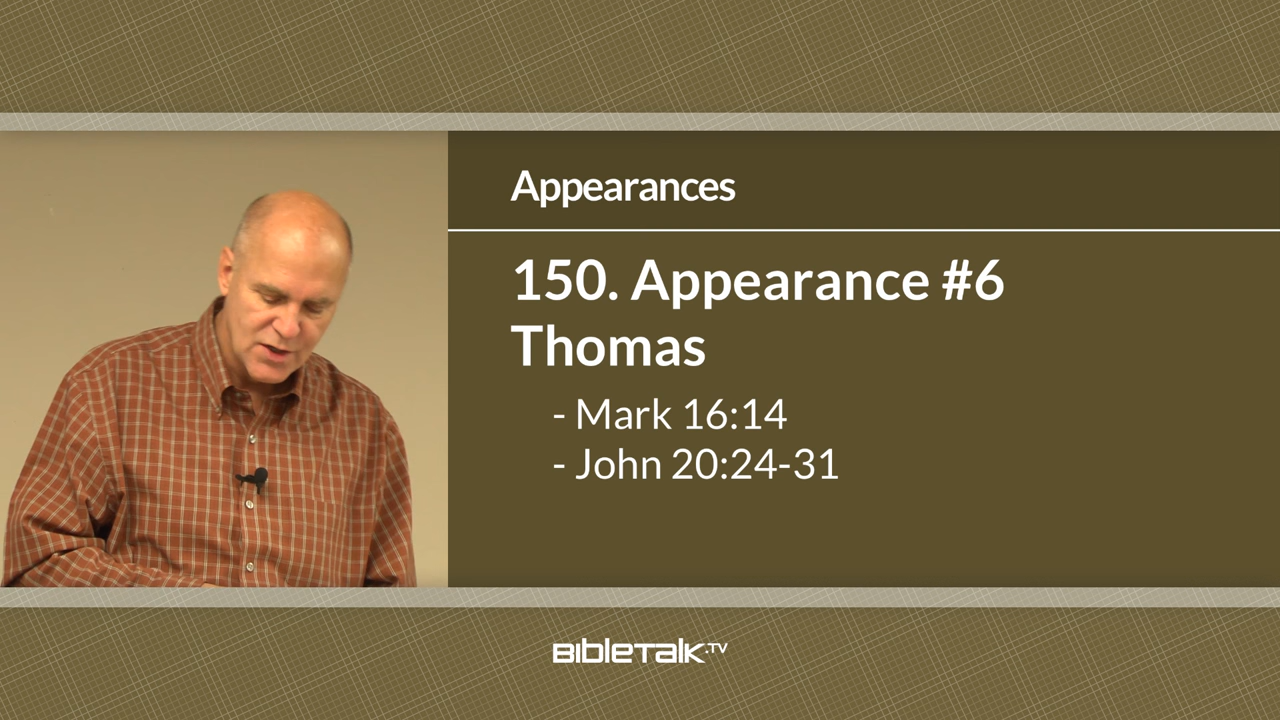 Appearances
150. Appearance #6
Thomas
- Mark 16:14
- John 20:24-31
BibleTalk.TV